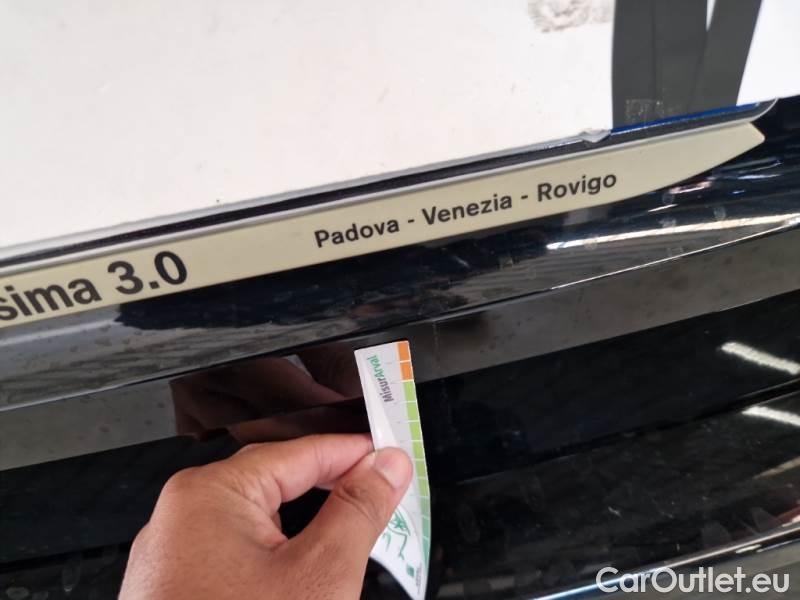 Padova - Venezia - Rovigo
sima 3.0
MisurArval
CarOutlet.eu